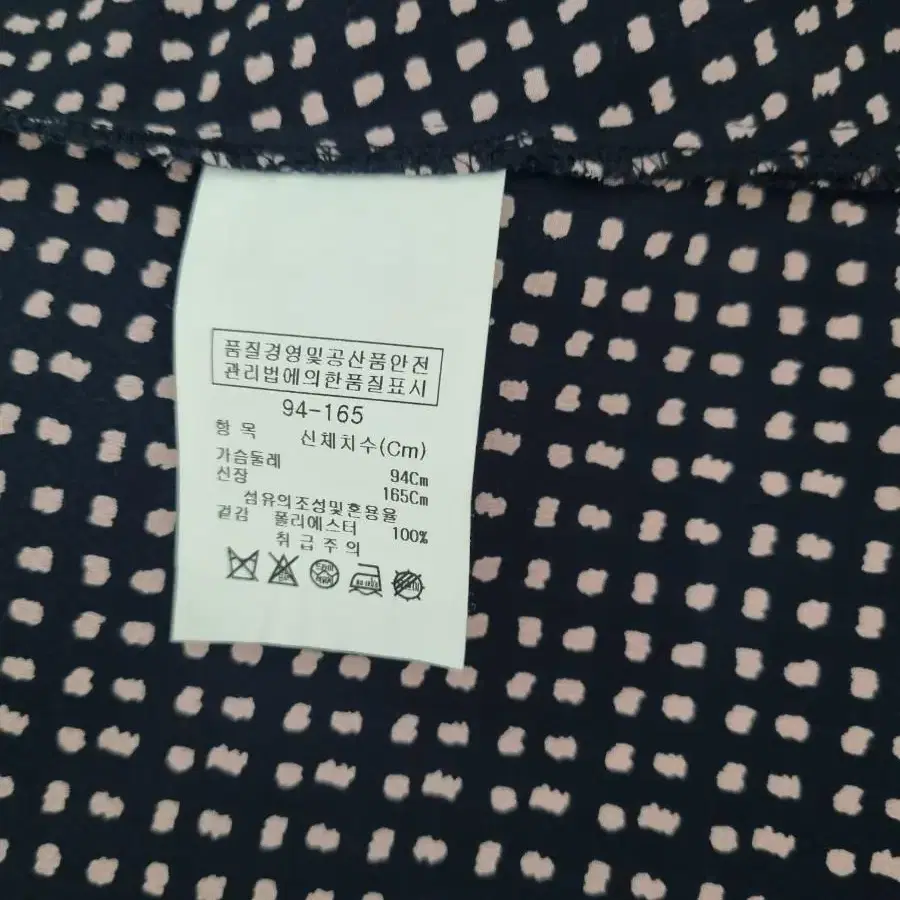 품질경영및공산품안전
관리법에의한품질표시
94-165
항 목 신체치수(Cm)
가슴둘레 94Cm
신장 165Cm
섬유의조성및혼용율
겉감 폴리에스터 100%
취급주의